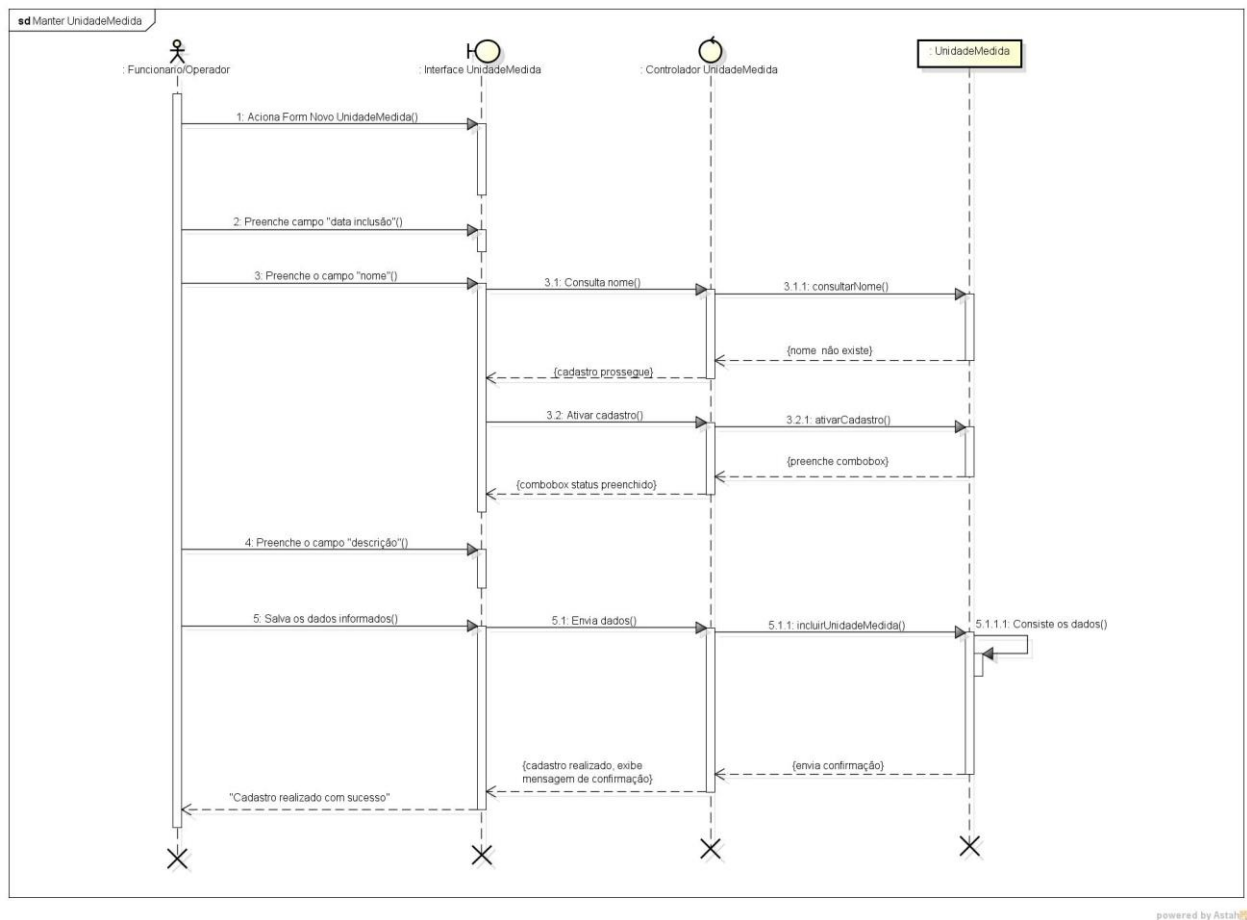 sd Manter UnidadeMedida
: Funcionario/Operador
: Interface UnidadeMedida
: Controlador UnidadeMedida
: UnidadeMedida
1: Aciona Form Novo UnidadeMedida()
2: Preenche campo "data inclusão"()
3: Preenche o campo "nome"()
3.1: Consulta nome()
3.1.1: consultarNome()
{nome não existe}
{cadastro prossegue}
3.2: Ativar cadastro()
3.2.1: ativarCadastro()
{preenche combobox}
{combobox status preenchido}
4: Preenche o campo "descrição"()
5: Salva os dados informados()
5.1: Envia dados()
5.1.1: incluirUnidadeMedida()
5.1.1.1: Consiste os dados()
{envia confirmação}
{cadastro realizado, exibe
mensagem de confirmação}
"Cadastro realizado com sucesso"
powered by Astah